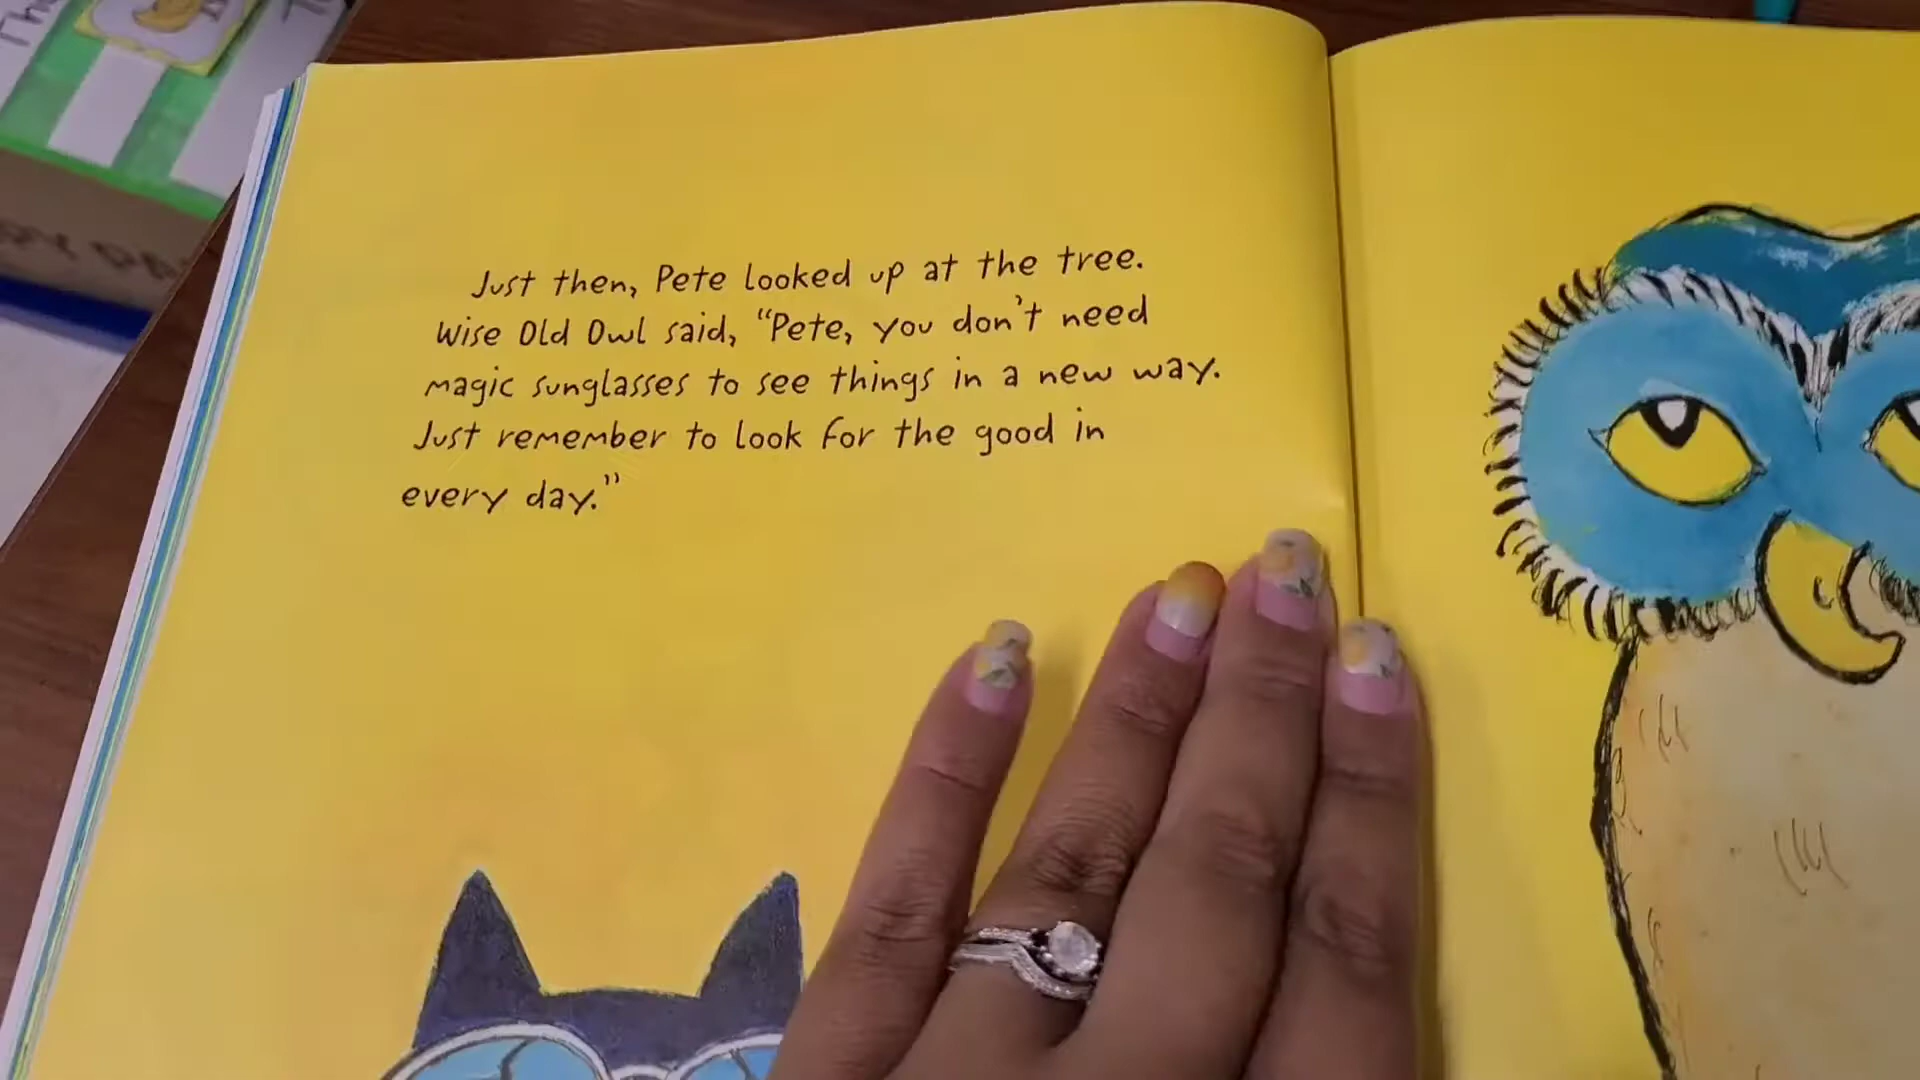 Just then, Pete looked up at the tree.
Wise Old Owl said, “Pete, you don’t need
magic sunglasses to see things in a new way.
Just remember to look for the good in
every day.”